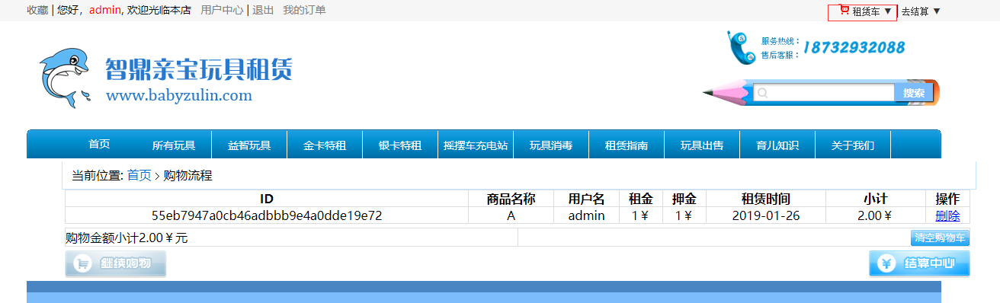 收藏 | 您好，admin, 欢迎光临本店 用户中心 | 退出 我的订单 租赁车 ▼ | 去结算 ▼
服务热线：
售后客服：
18732932088
智鼎亲宝玩具租赁
www.babyzulin.com
搜索
首页 所有玩具 益智玩具 金卡特租 银卡特租 摇摆车充电站 玩具消毒 租赁指南 玩具出售 育儿知识 关于我们
当前位置: 首页 > 购物流程
ID 商品名称 用户名 租金 押金 租赁时间 小计 操作
55eb7947a0cb46adbbb9e4a0dde19e72 A admin 1￥ 1￥ 2019-01-26 2.00￥ 删除
购物金额小计2.00￥元 清空购物车
继续购物 ￥ 结算中心